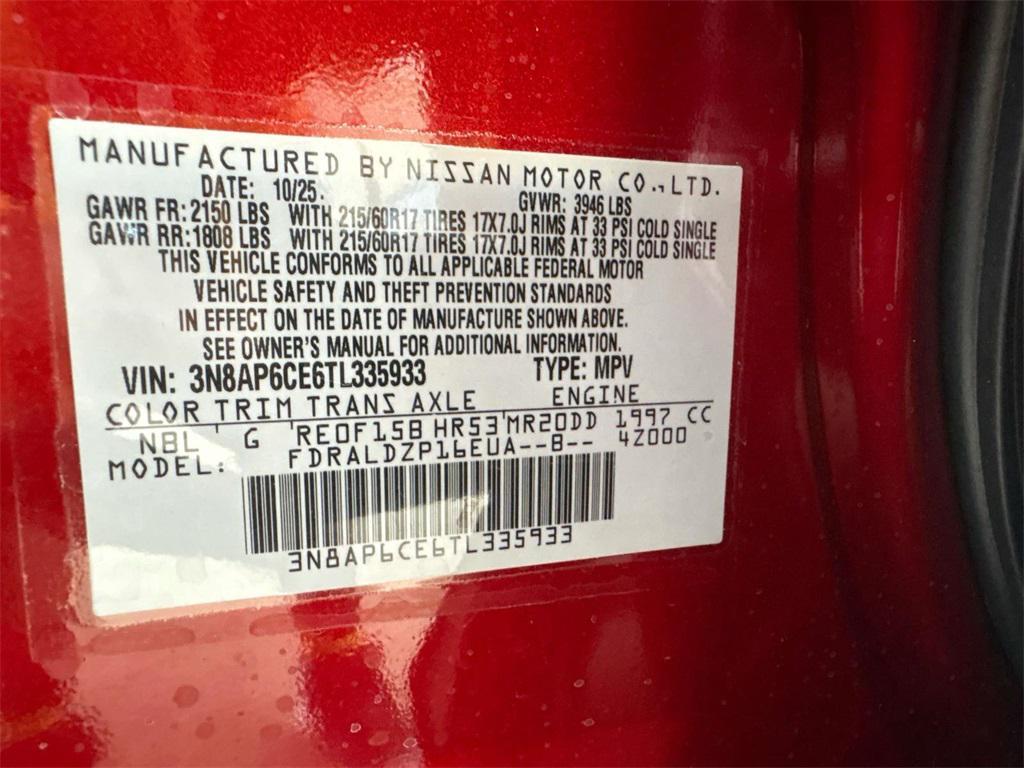 MANUFACTURED BY NISSAN MOTOR CO.,LTD.
DATE: 10/25. GVWR: 3946 LBS
GAWR FR:2150 LBS WITH 215/60R17 TIRES 17X7.0J RIMS AT 33 PSI COLD SINGLE
GAWR RR:1808 LBS WITH 215/60R17 TIRES 17X7.0J RIMS AT 33 PSI COLD SINGLE
THIS VEHICLE CONFORMS TO ALL APPLICABLE FEDERAL MOTOR
VEHICLE SAFETY AND THEFT PREVENTION STANDARDS
IN EFFECT ON THE DATE OF MANUFACTURE SHOWN ABOVE.
SEE OWNER'S MANUAL FOR ADDITIONAL INFORMATION.
VIN: 3N8AP6CE6TL335933 TYPE: MPV
COLOR TRIM TRANS AXLE ENGINE
NBL ' G ' RE0F15B HR53'MR20DD 1997 CC
MODEL: FDRALDZP16EUA--B-- 4Z000
3N8AP6CE6TL335933